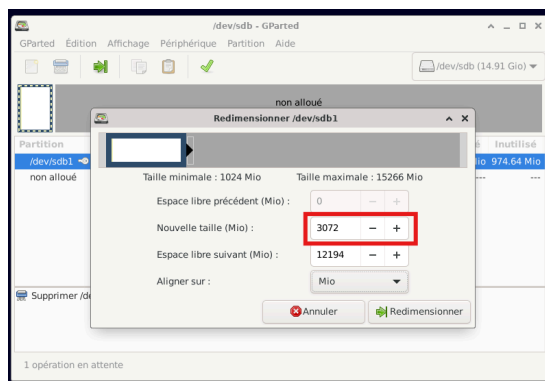 /dev/sdb - GParted
GParted Édition Affichage Périphérique Partition Aide
/dev/sdb (14.91 Gio)
non alloué
Redimensionner /dev/sdb1
Partition é Inutilisé
/dev/sdb1 io 974.64 Mio
non alloué --- ---
Taille minimale : 1024 Mio Taille maximale : 15266 Mio
Espace libre précédent (Mio) : 0 − +
Nouvelle taille (Mio) : 3072 − +
Espace libre suivant (Mio) : 12194 − +
Aligner sur : Mio
Supprimer /de
Annuler Redimensionner
1 opération en attente